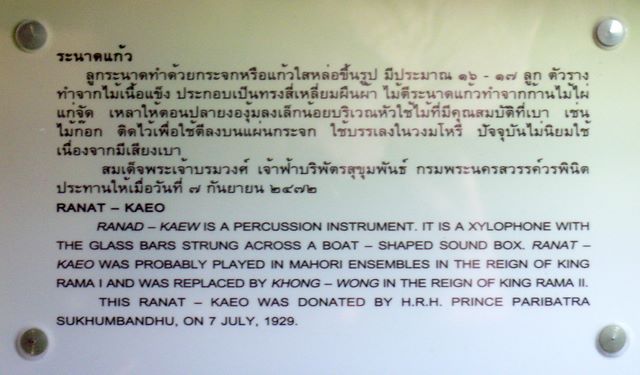 ระนาดแก้ว
ลูกระนาดทำด้วยกระจกหรือแก้วใสหล่อขึ้นรูป มีประมาณ ๑๖ - ๑๗ ลูก ตัวราง
ทำจากไม้เนื้อแข็ง ประกอบเป็นทรงสี่เหลี่ยมผืนผ้า ไม้ตีระนาดแก้วทำจากก้านไม้ไผ่
แก่จัด เหลาให้ตอนปลายงองุ้มลงเล็กน้อยบริเวณหัวใช้ไม้ที่มีคุณสมบัติที่เบา เช่น
ไม้ก๊อก ติดไว้เพื่อใช้ตีลงบนแผ่นกระจก ใช้บรรเลงในวงมโหรี ปัจจุบันไม่นิยมใช้
เนื่องจากมีเสียงเบา
สมเด็จพระเจ้าบรมวงศ์ เจ้าฟ้าบริพัตรสุขุมพันธ์ กรมพระนครสวรรค์วรพินิต
ประทานให้เมื่อวันที่ ๗ กันยายน ๒๔๗๒
RANAT – KAEO
RANAD – KAEW IS A PERCUSSION INSTRUMENT. IT IS A XYLOPHONE WITH
THE GLASS BARS STRUNG ACROSS A BOAT – SHAPED SOUND BOX. RANAT –
KAEO WAS PROBABLY PLAYED IN MAHORI ENSEMBLES IN THE REIGN OF KING
RAMA I AND WAS REPLACED BY KHONG – WONG IN THE REIGN OF KING RAMA II.
THIS RANAT – KAEO WAS DONATED BY H.R.H. PRINCE PARIBATRA
SUKHUMBANDHU, ON 7 JULY, 1929.